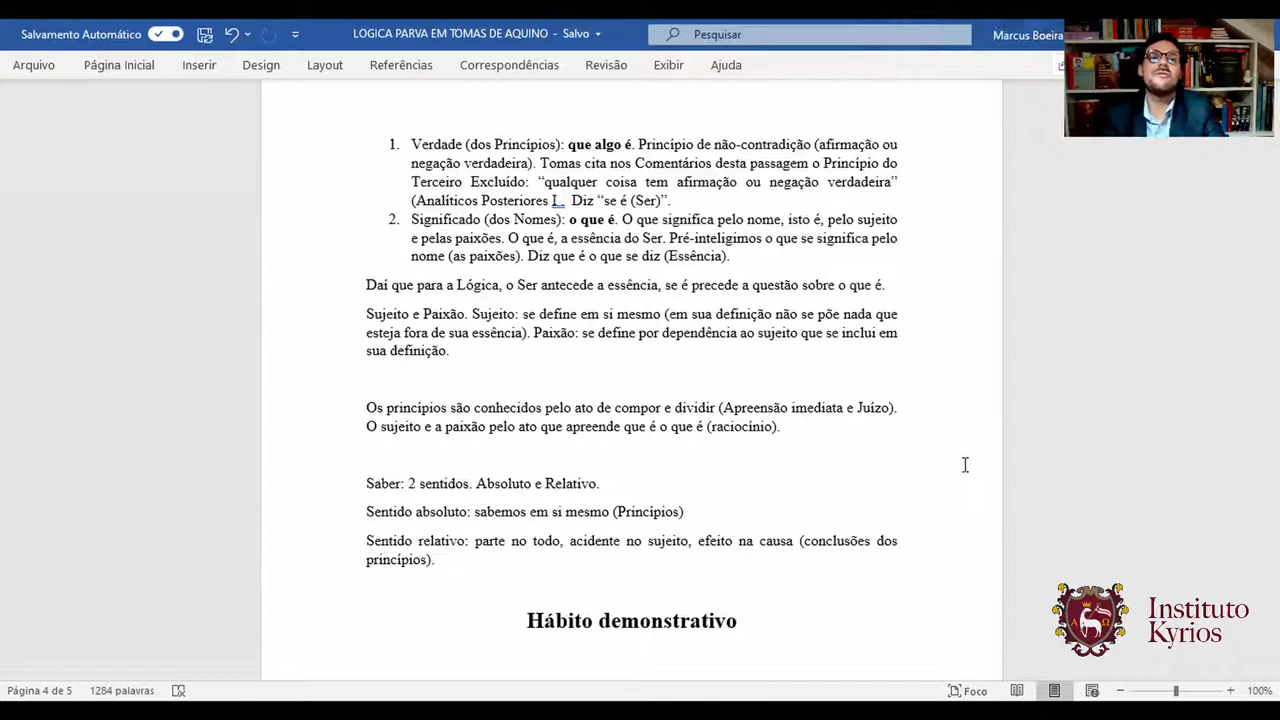 Salvamento Automático
LOGICA PARVA EM TOMAS DE AQUINO - Salvo
Pesquisar
Marcus Boeira
Arquivo Página Inicial Inserir Design Layout Referências Correspondências Revisão Exibir Ajuda
1. Verdade (dos Princípios): que algo é. Princípio de não-contradição (afirmação ou
negação verdadeira). Tomas cita nos Comentários desta passagem o Princípio do
Terceiro Excluído: “qualquer coisa tem afirmação ou negação verdadeira”
(Analíticos Posteriores I.. Diz “se é (Ser)”.
2. Significado (dos Nomes): o que é. O que significa pelo nome, isto é, pelo sujeito
e pelas paixões. O que é, a essência do Ser. Pré-inteligimos o que se significa pelo
nome (as paixões). Diz que é o que se diz (Essência).
Daí que para a Lógica, o Ser antecede a essência, se é precede a questão sobre o que é.
Sujeito e Paixão. Sujeito: se define em si mesmo (em sua definição não se põe nada que
esteja fora de sua essência). Paixão: se define por dependência ao sujeito que se inclui em
sua definição.
Os princípios são conhecidos pelo ato de compor e dividir (Apreensão imediata e Juízo).
O sujeito e a paixão pelo ato que apreende que é o que é (raciocínio).
Saber: 2 sentidos. Absoluto e Relativo.
Sentido absoluto: sabemos em si mesmo (Princípios)
Sentido relativo: parte no todo, acidente no sujeito, efeito na causa (conclusões dos
princípios).
Hábito demonstrativo
Instituto
Kyrios
Página 4 de 5 1284 palavras
Foco
100%